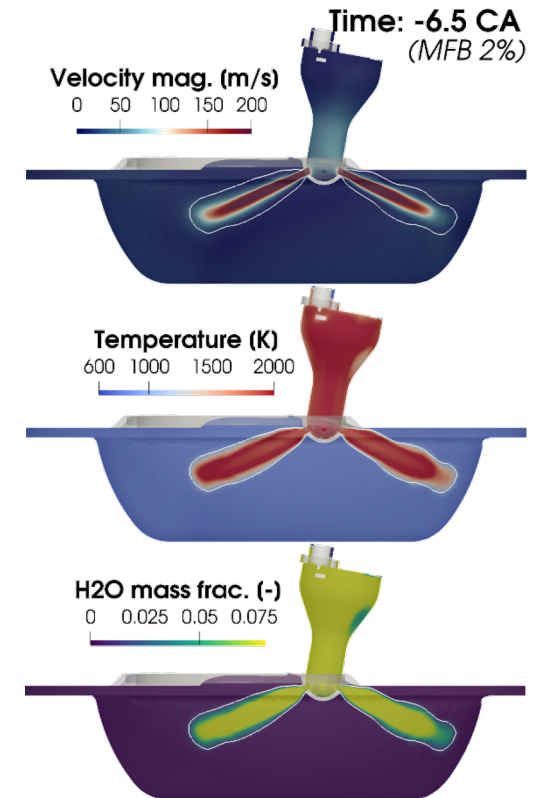 Time: -6.5 CA
(MFB 2%)
Velocity mag. (m/s)
0 50 100 150 200
Temperature (K)
600 1000 1500 2000
H2O mass frac. (-)
0 0.025 0.05 0.075